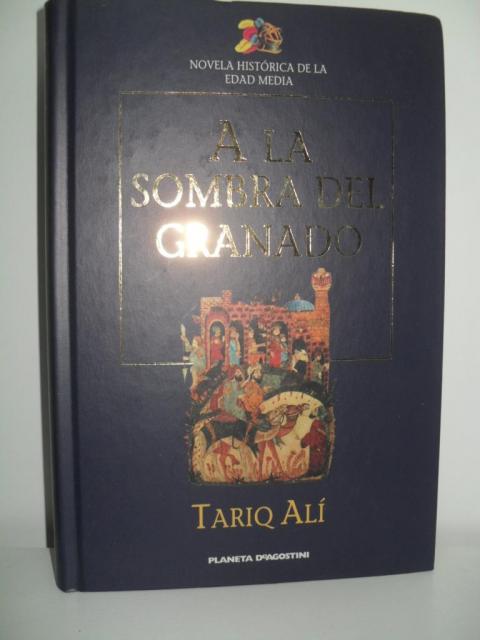 NOVELA HISTÓRICA DE LA
EDAD MEDIA
A LA
SOMBRA DEL
GRANADO
TARIQ ALÍ
PLANETA DEAGOSTINI